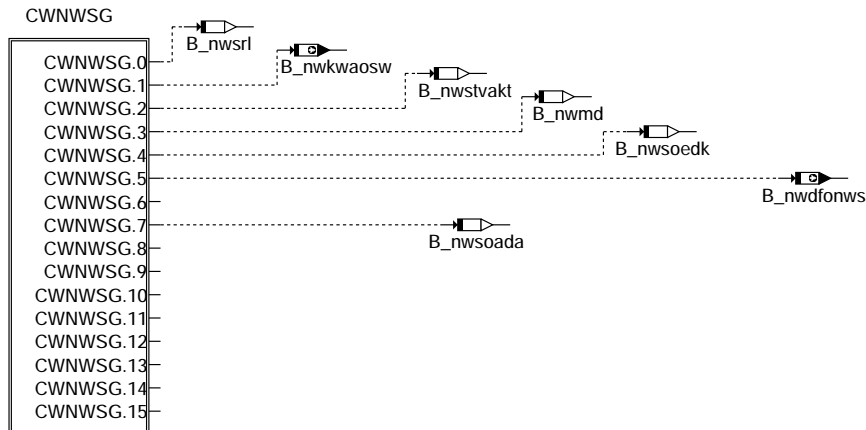 CWNWSG
B_nwsrl
CWNWSG.0
B_nwkwaosw
CWNWSG.1
B_nwstvakt
CWNWSG.2
B_nwmd
CWNWSG.3
B_nwsoedk
CWNWSG.4
CWNWSG.5
B_nwdfonws
CWNWSG.6
CWNWSG.7
B_nwsoada
CWNWSG.8
CWNWSG.9
CWNWSG.10
CWNWSG.11
CWNWSG.12
CWNWSG.13
CWNWSG.14
CWNWSG.15